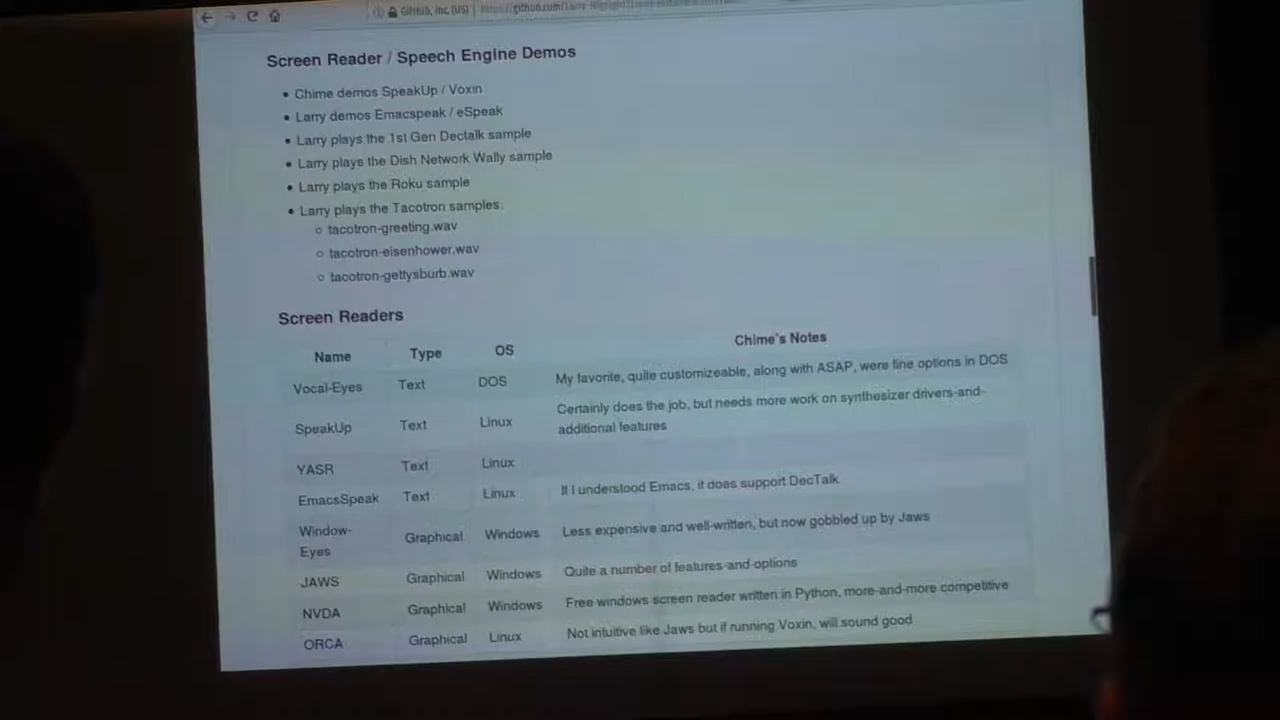 GitHub, Inc. (US)
Screen Reader / Speech Engine Demos
• Chime demos SpeakUp / Voxin
• Larry demos Emacspeak / eSpeak
• Larry plays the 1st Gen Dectalk sample
• Larry plays the Dish Network Wally sample
• Larry plays the Roku sample
• Larry plays the Tacotron samples:
○ tacotron-greeting.wav
○ tacotron-eisenhower.wav
○ tacotron-gettysburb.wav
Screen Readers
Name Type OS Chime's Notes
Vocal-Eyes Text DOS My favorite, quite customizeable, along with ASAP, were fine options in DOS
SpeakUp Text Linux Certainly does the job, but needs more work on synthesizer drivers-and-
additional features
YASR Text Linux
EmacsSpeak Text Linux If I understood Emacs, it does support DecTalk
Window-
Eyes Graphical Windows Less expensive and well-written, but now gobbled up by Jaws
JAWS Graphical Windows Quite a number of features-and-options
NVDA Graphical Windows Free windows screen reader written in Python, more-and-more competitive
ORCA Graphical Linux Not intuitive like Jaws but if running Voxin, will sound good